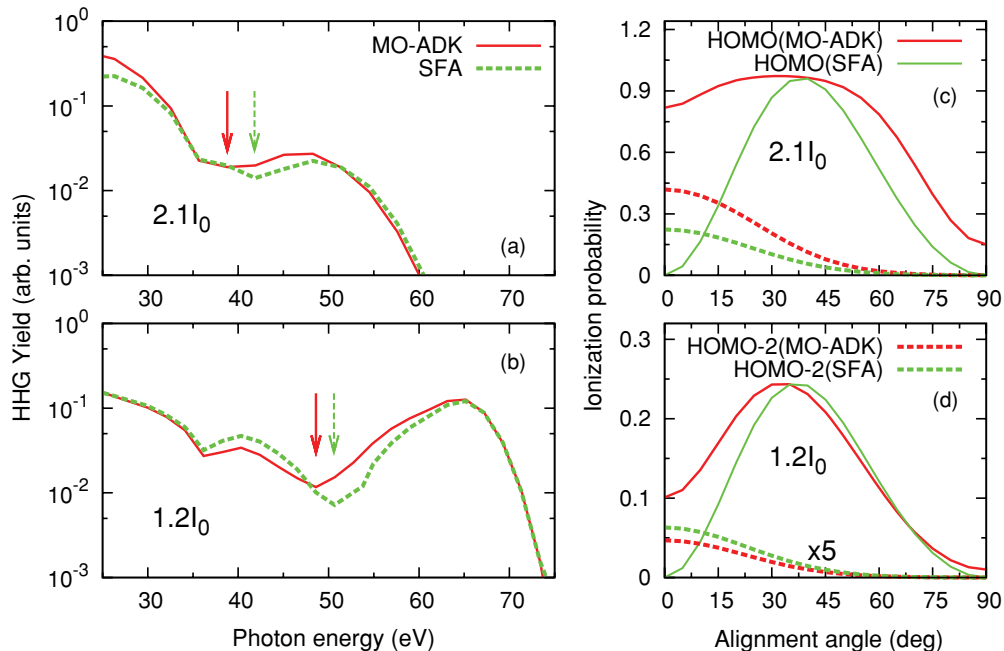 HHG Yield (arb. units)
10^0
10^-1
10^-2
10^-3
MO-ADK
SFA
2.1I_0
(a)
30 40 50 60 70
10^0
10^-1
10^-2
10^-3
(b)
1.2I_0
30 40 50 60 70
Photon energy (eV)
Ionization probability
1.2
0.9
0.6
0.3
0
HOMO(MO-ADK)
HOMO(SFA)
(c)
2.1I_0
0 15 30 45 60 75 90
0.3
0.2
0.1
0
HOMO-2(MO-ADK)
HOMO-2(SFA)
(d)
1.2I_0
x5
0 15 30 45 60 75 90
Alignment angle (deg)